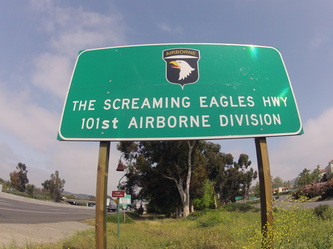 AIRBORNE
THE SCREAMING EAGLES HWY
101st AIRBORNE DIVISION